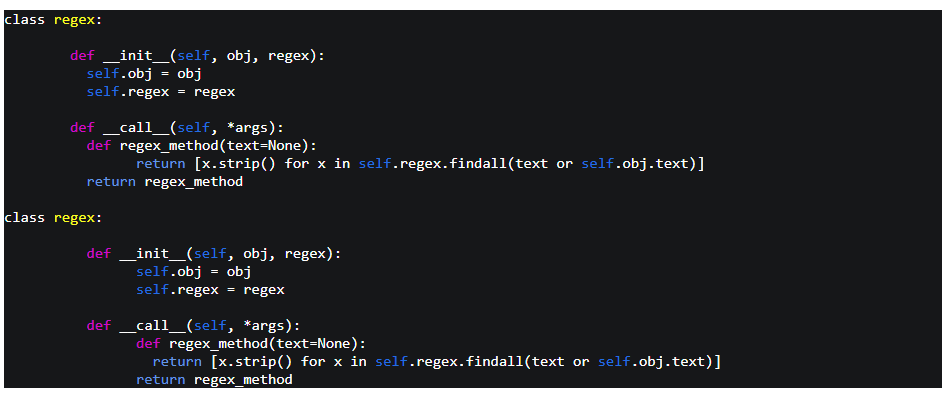 class regex:
def __init__(self, obj, regex):
self.obj = obj
self.regex = regex
def __call__(self, *args):
def regex_method(text=None):
return [x.strip() for x in self.regex.findall(text or self.obj.text)]
return regex_method
class regex:
def __init__(self, obj, regex):
self.obj = obj
self.regex = regex
def __call__(self, *args):
def regex_method(text=None):
return [x.strip() for x in self.regex.findall(text or self.obj.text)]
return regex_method